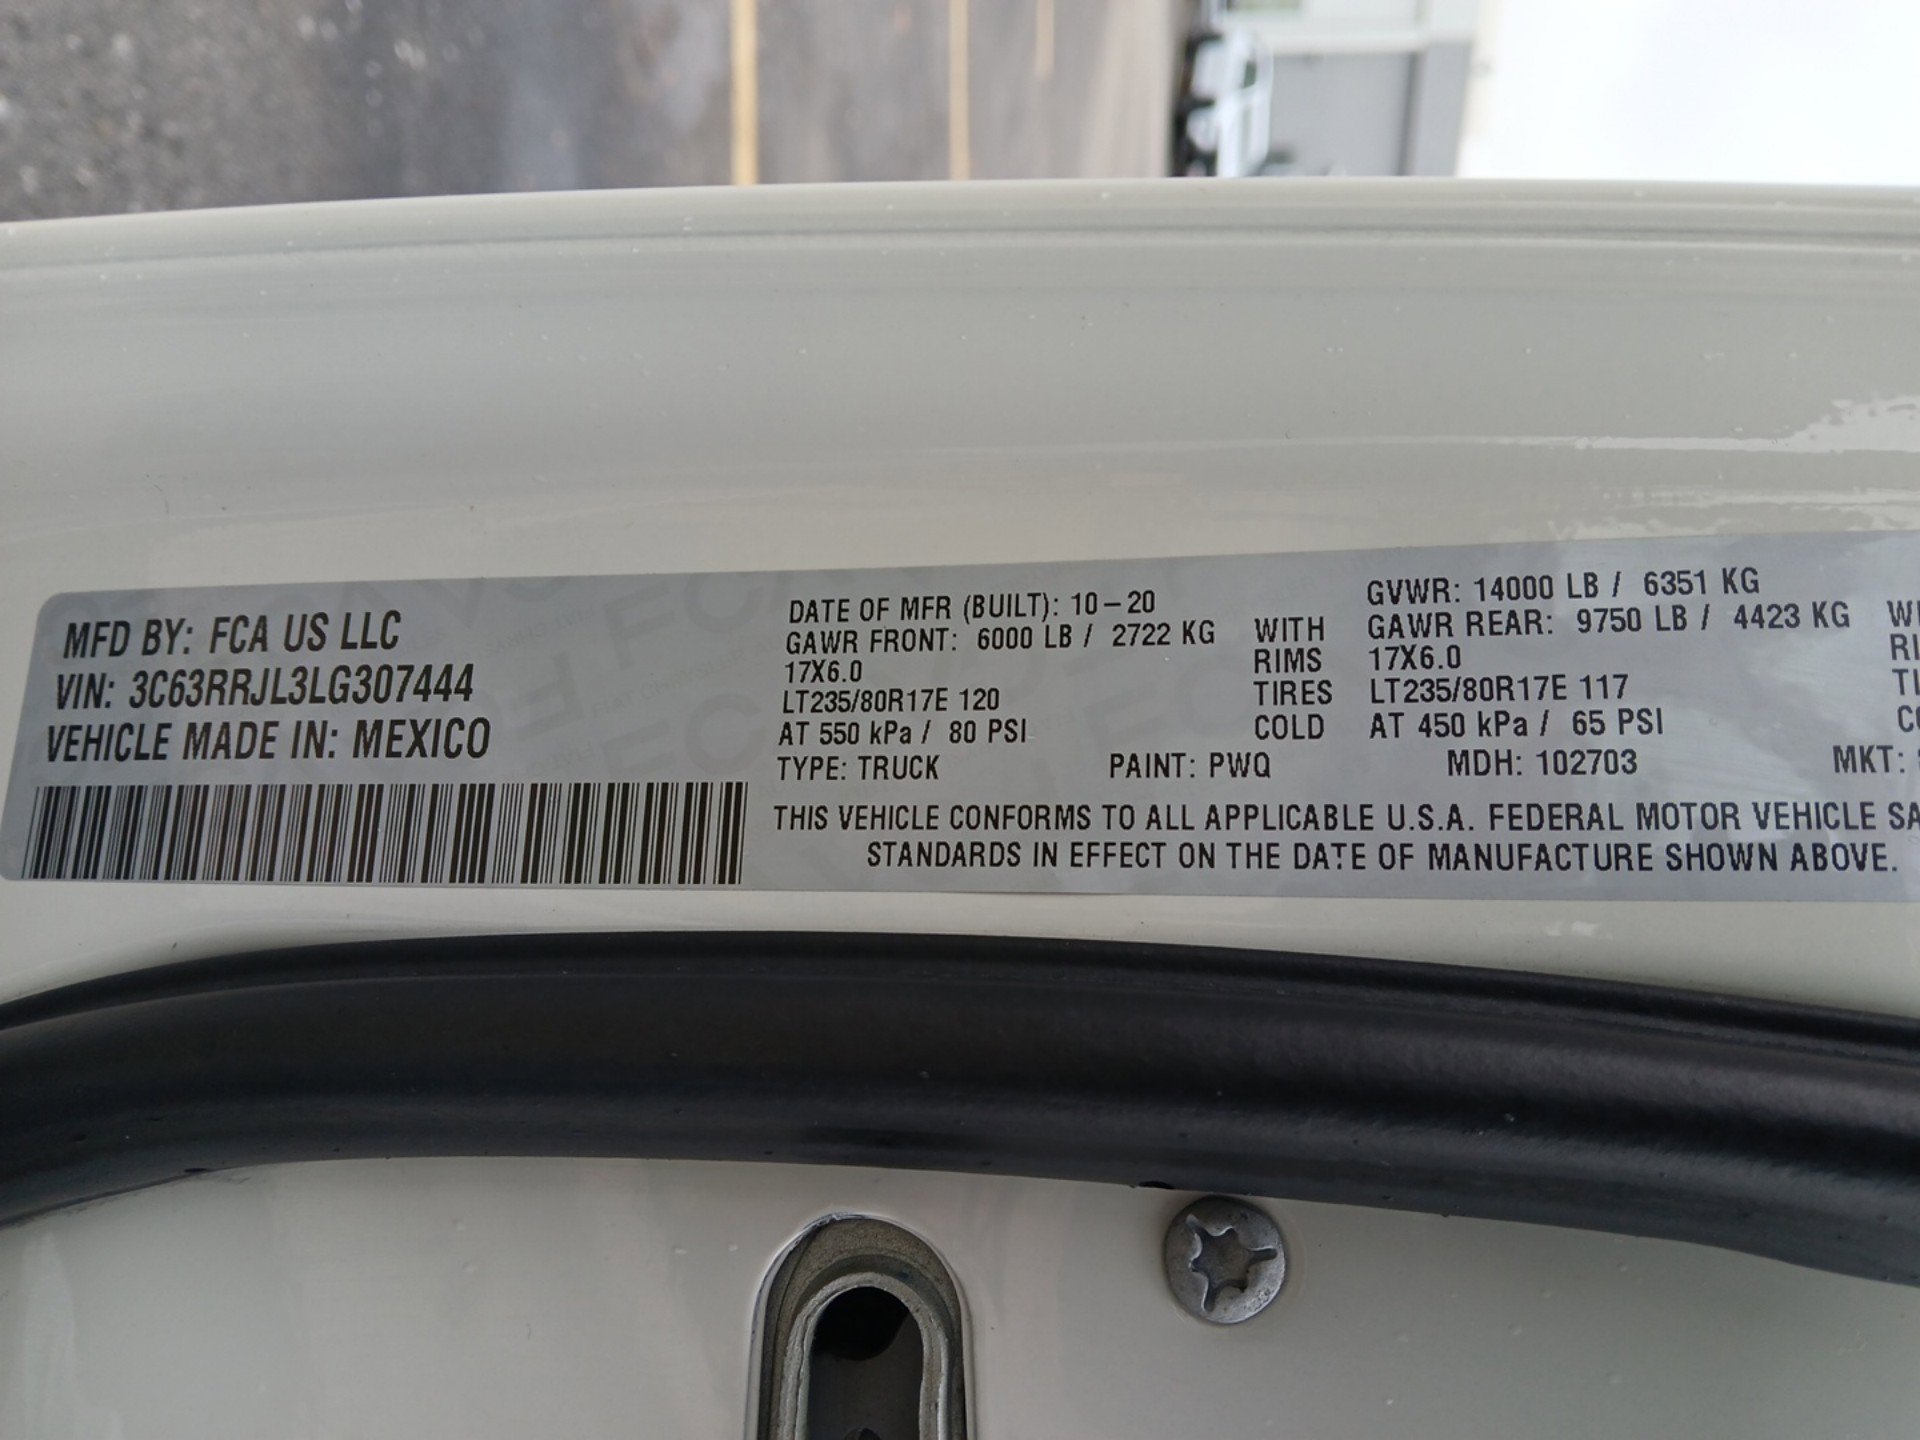 MFD BY: FCA US LLC
VIN: 3C63RRJL3LG307444
VEHICLE MADE IN: MEXICO
DATE OF MFR (BUILT): 10-20
GVWR: 14000 LB / 6351 KG
GAWR FRONT: 6000 LB / 2722 KG WITH GAWR REAR: 9750 LB / 4423 KG
17X6.0 RIMS 17X6.0
LT235/80R17E 120 TIRES LT235/80R17E 117
AT 550 kPa / 80 PSI COLD AT 450 kPa / 65 PSI
TYPE: TRUCK PAINT: PWQ MDH: 102703 MKT:
THIS VEHICLE CONFORMS TO ALL APPLICABLE U.S.A. FEDERAL MOTOR VEHICLE SA
STANDARDS IN EFFECT ON THE DATE OF MANUFACTURE SHOWN ABOVE.